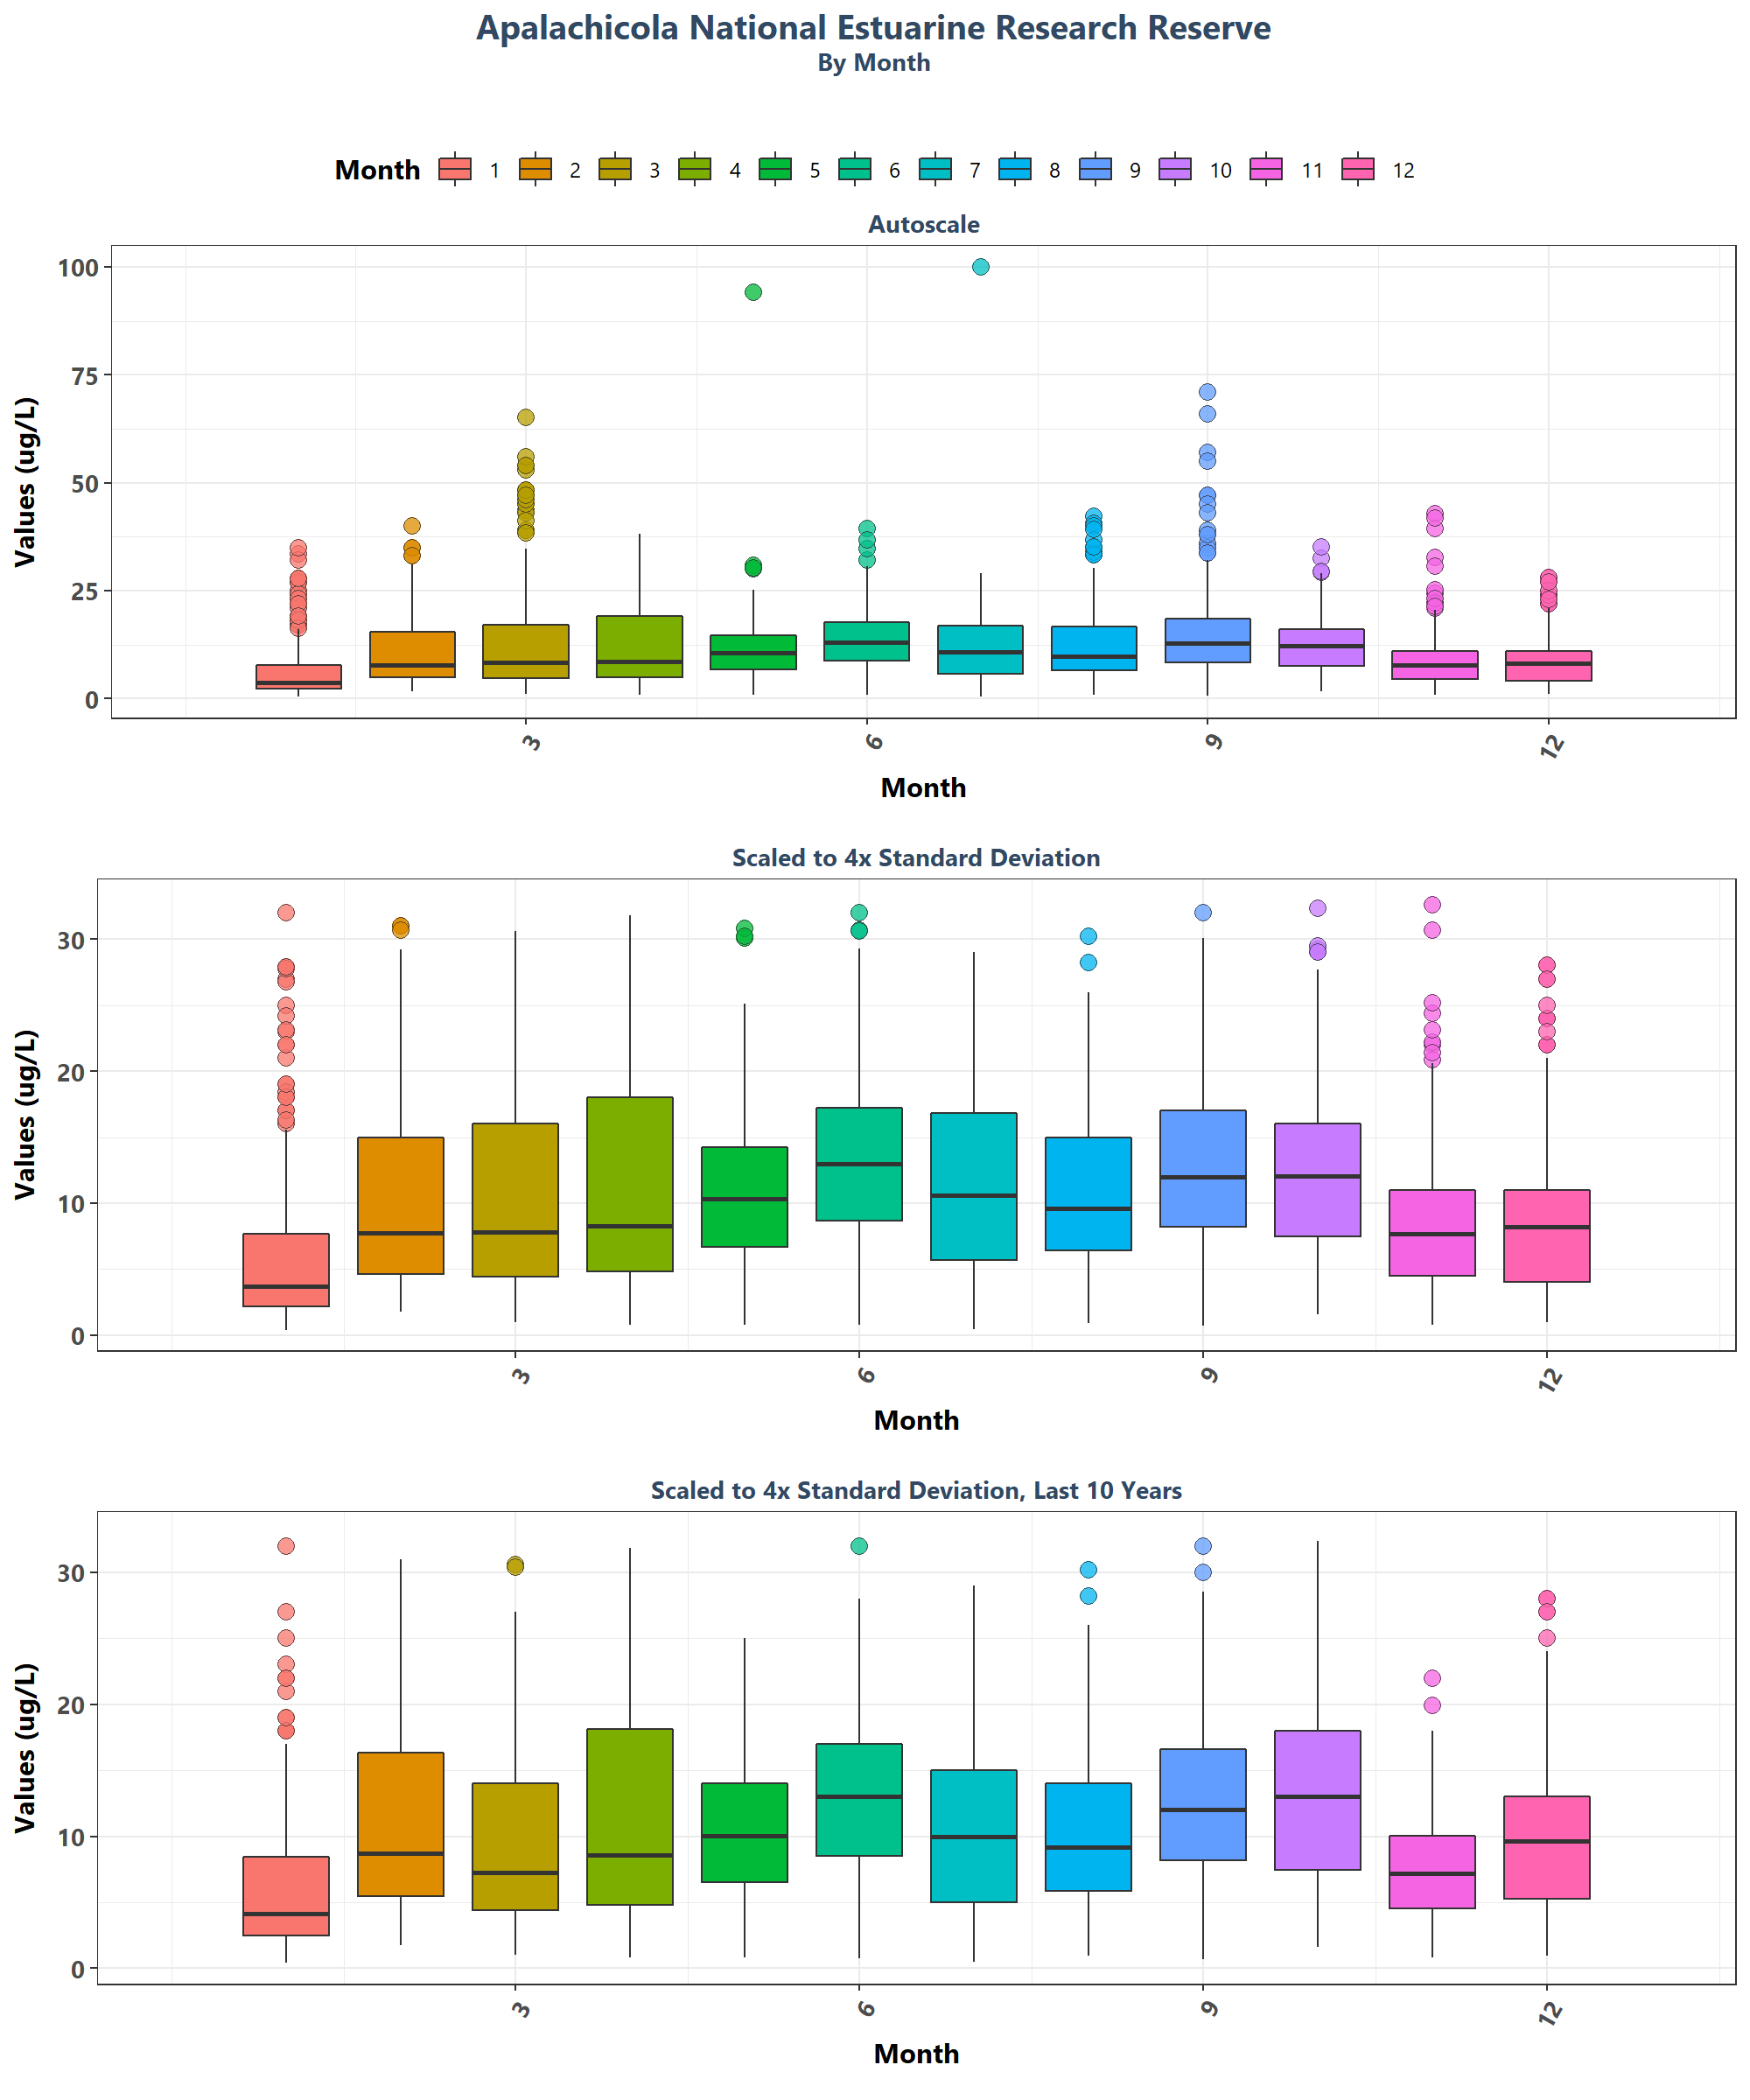 Apalachicola National Estuarine Research Reserve
By Month
Month 1 2 3 4 5 6 7 8 9 10 11 12
Autoscale
Values (ug/L)
100
75
50
25
0
3 6 9 12
Month
Scaled to 4x Standard Deviation
Values (ug/L)
30
20
10
0
3 6 9 12
Month
Scaled to 4x Standard Deviation, Last 10 Years
Values (ug/L)
30
20
10
0
3 6 9 12
Month